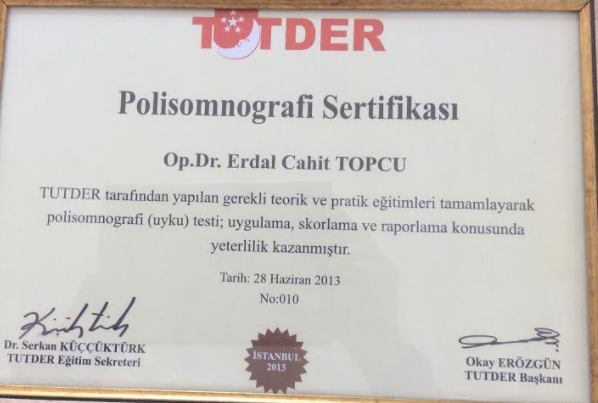 TUTDER
Polisomnografi Sertifikası
Op.Dr. Erdal Cahit TOPCU
TUTDER tarafından yapılan gerekli teorik ve pratik eğitimleri tamamlayarak
polisomnografi (uyku) testi; uygulama, skorlama ve raporlama konusunda
yeterlilik kazanmıştır.
Tarih: 28 Haziran 2013
No:010
Dr. Serkan KÜÇÇÜKTÜRK
TUTDER Eğitim Sekreteri
İSTANBUL
2013
Okay ERÖZGÜN
TUTDER Başkanı